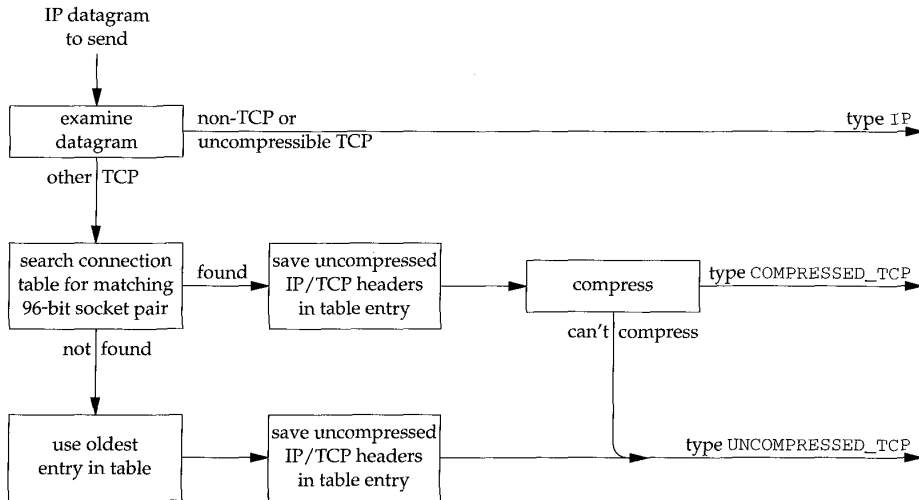 IP datagram
to send
examine
datagram
non-TCP or
uncompressible TCP
type IP
other TCP
search connection
table for matching
96-bit socket pair
found
save uncompressed
IP/TCP headers
in table entry
compress
type COMPRESSED_TCP
not found
can't compress
use oldest
entry in table
save uncompressed
IP/TCP headers
in table entry
type UNCOMPRESSED_TCP